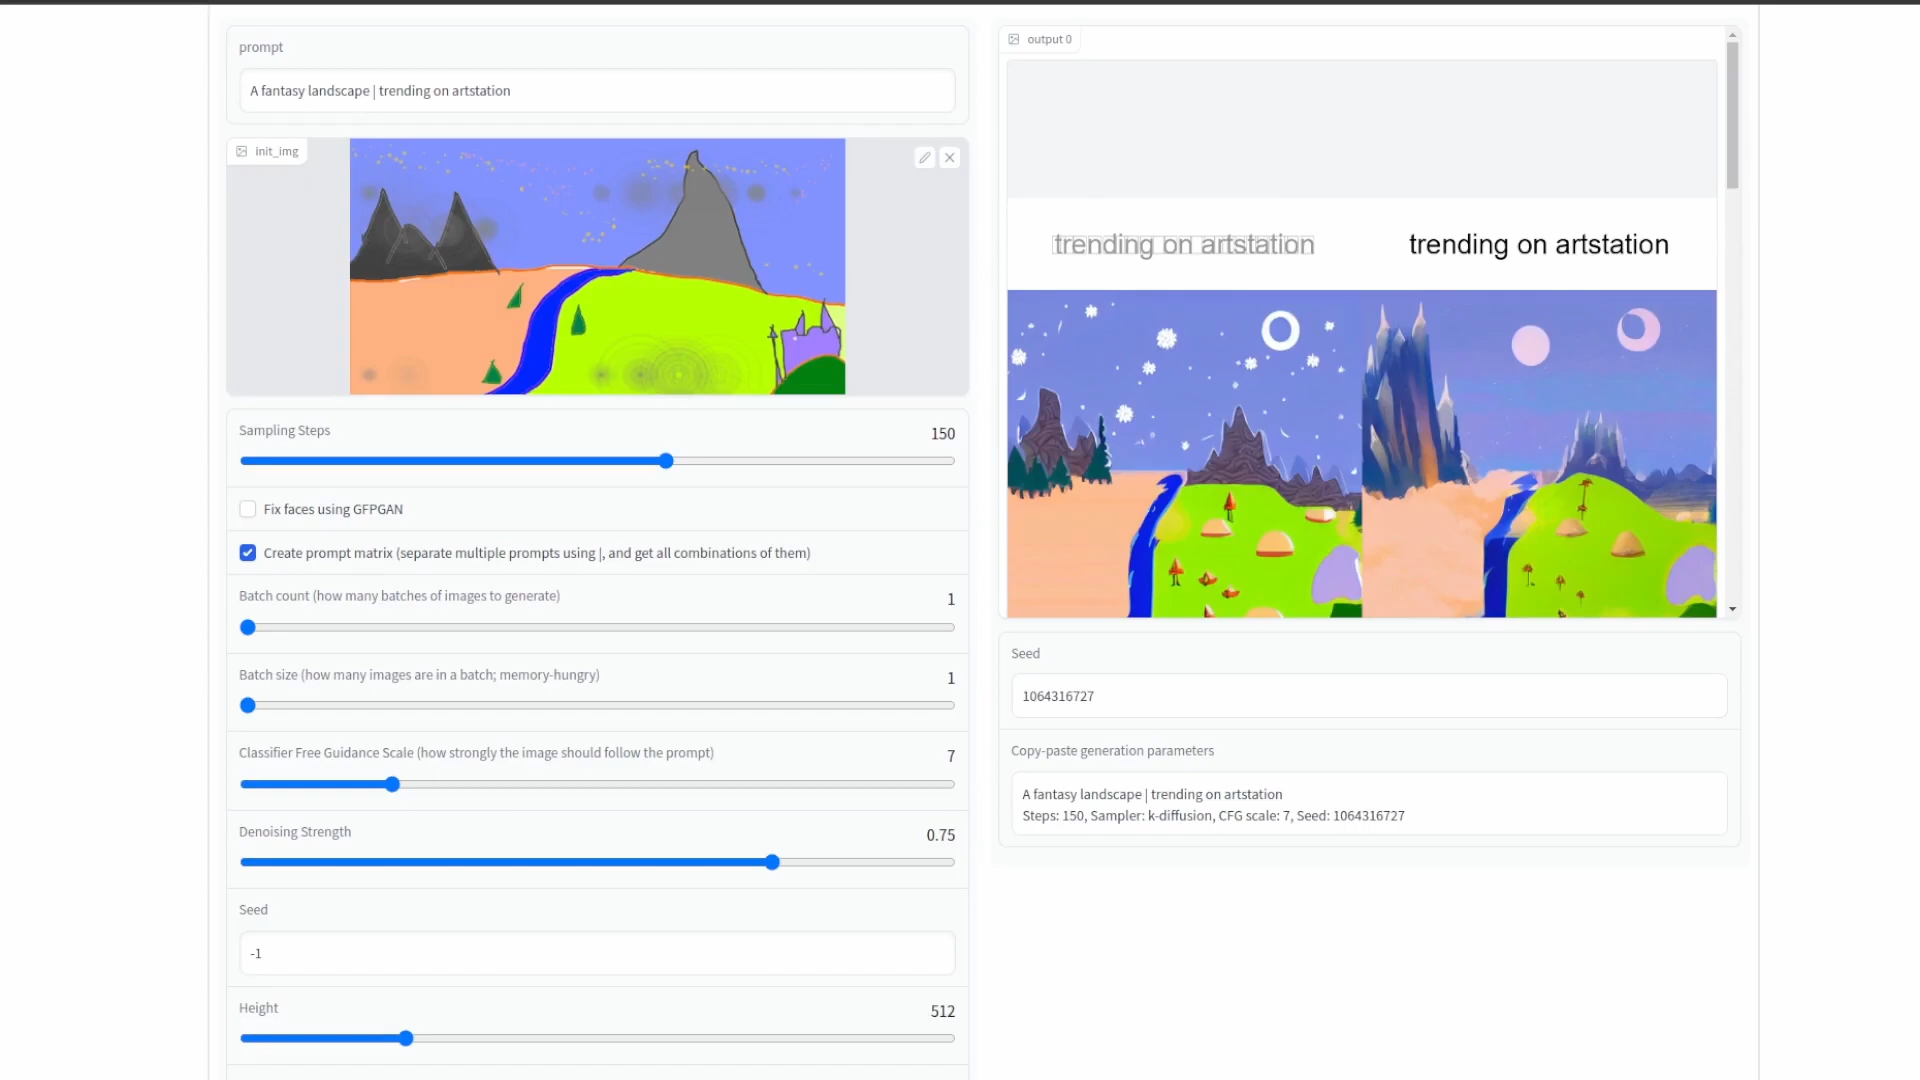 prompt
A fantasy landscape | trending on artstation
init_img
Sampling Steps
150
Fix faces using GFPGAN
Create prompt matrix (separate multiple prompts using |, and get all combinations of them)
Batch count (how many batches of images to generate)
1
Batch size (how many images are in a batch; memory-hungry)
1
Classifier Free Guidance Scale (how strongly the image should follow the prompt)
7
Denoising Strength
0.75
Seed
-1
Height
512
output 0
trending on artstation
trending on artstation
Seed
1064316727
Copy-paste generation parameters
A fantasy landscape | trending on artstation
Steps: 150, Sampler: k-diffusion, CFG scale: 7, Seed: 1064316727